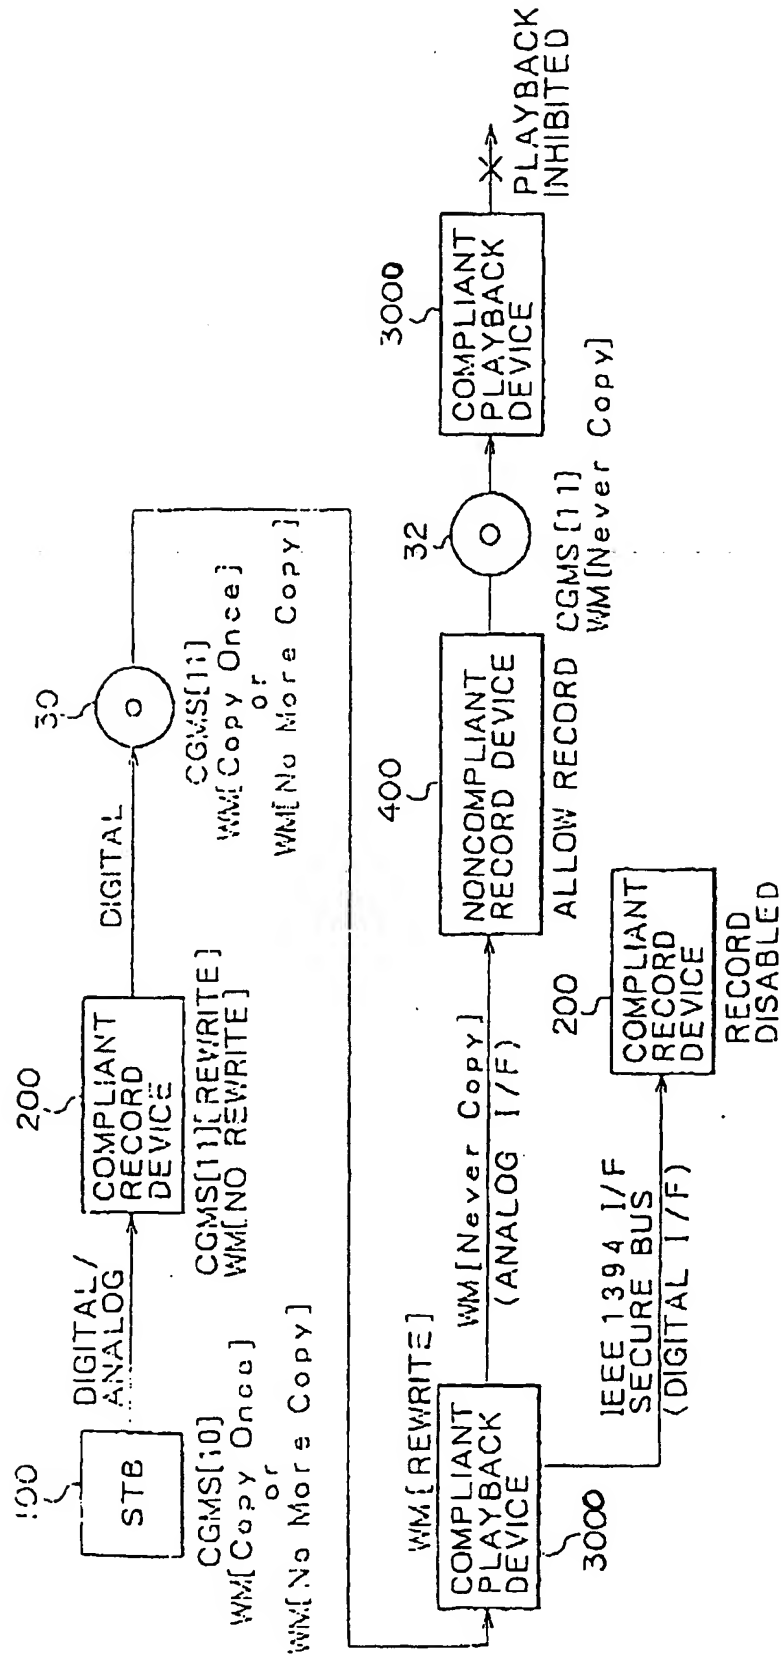 100
STB
CGMS[10]
WM[Copy Once]
or
WM[No More Copy]
DIGITAL/
ANALOG
200
COMPLIANT
RECORD
DEVICE
CGMS[11][REWRITE]
WM[NO REWRITE]
DIGITAL
30
CGMS[11]
WM[Copy Once]
or
WM[No More Copy]
WM[REWRITE]
COMPLIANT
PLAYBACK
DEVICE
3000
WM[Never Copy]
(ANALOG I/F)
IEEE 1394 I/F
SECURE BUS
(DIGITAL I/F)
400
NONCOMPLIANT
RECORD DEVICE
ALLOW RECORD
200
COMPLIANT
RECORD
DEVICE
RECORD
DISABLED
32
CGMS[11]
WM[Never Copy]
3000
COMPLIANT
PLAYBACK
DEVICE
PLAYBACK
INHIBITED